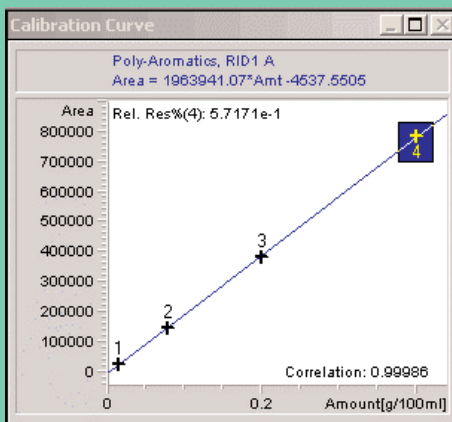 Calibration Curve
Poly-Aromatics, RID1 A
Area = 1963941.07*Amt -4537.5505
Area
Rel. Res%(4): 5.7171e-1
800000
700000
600000
500000
400000
300000
200000
100000
0
1
2
3
4
Correlation: 0.99986
0
0.2
Amount[g/100ml]